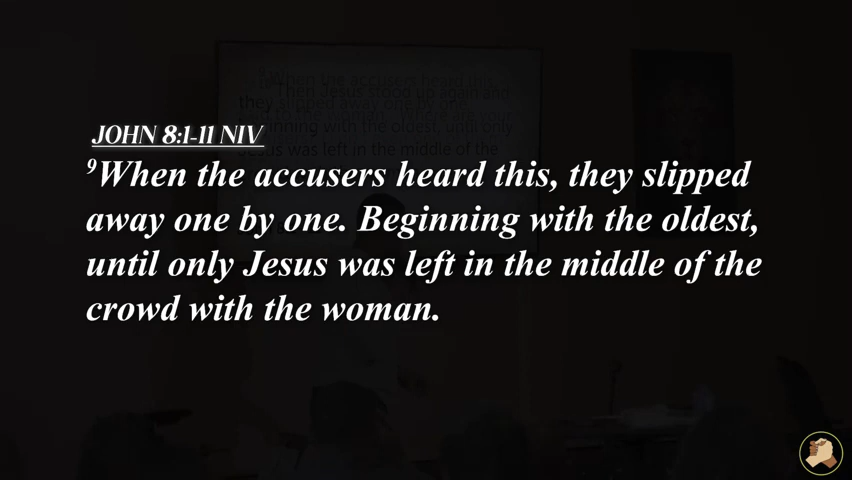 JOHN 8:1-11 NIV
⁹When the accusers heard this, they slipped
away one by one. Beginning with the oldest,
until only Jesus was left in the middle of the
crowd with the woman.